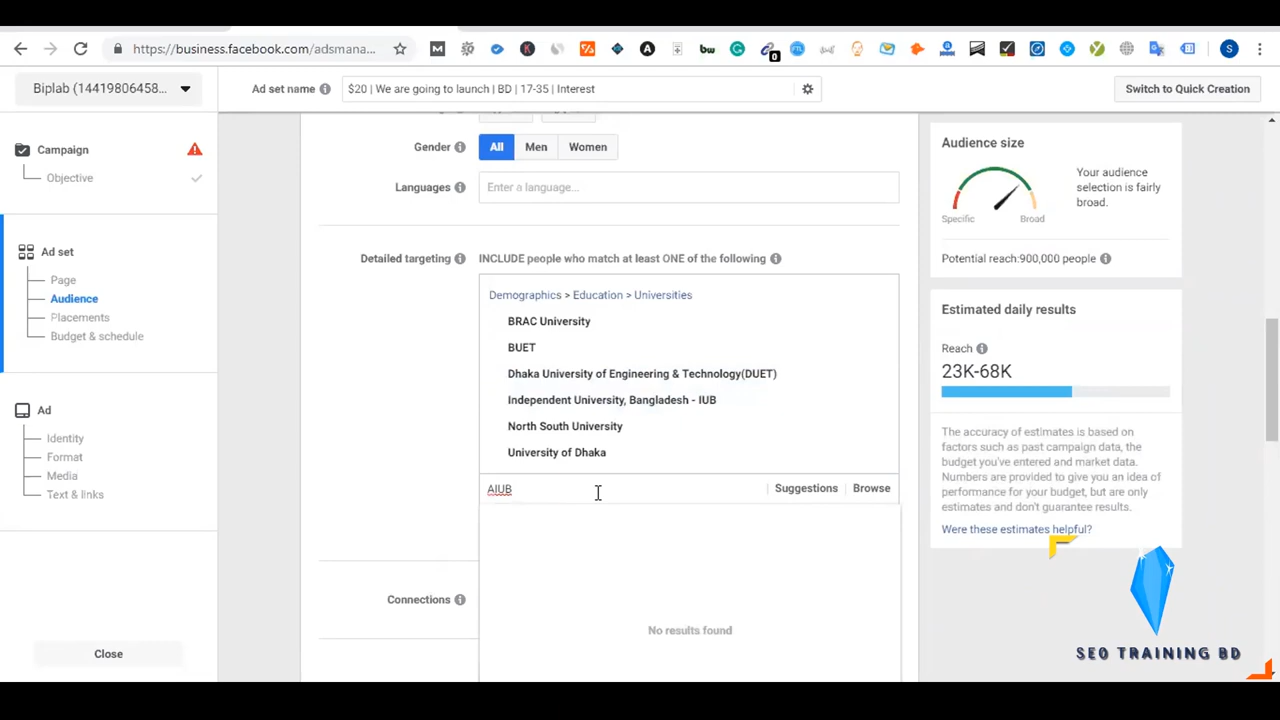 https://business.facebook.com/adsmana...
Biplab (14419806458...
Ad set name
$20 | We are going to launch | BD | 17-35 | Interest
Switch to Quick Creation
Campaign
Objective
Ad set
Page
Audience
Placements
Budget & schedule
Ad
Identity
Format
Media
Text & links
Close
Gender
All
Men
Women
Languages
Enter a language...
Detailed targeting
INCLUDE people who match at least ONE of the following
Demographics > Education > Universities
BRAC University
BUET
Dhaka University of Engineering & Technology(DUET)
Independent University, Bangladesh - IUB
North South University
University of Dhaka
AIUB
Suggestions
Browse
No results found
Connections
Audience size
Specific
Broad
Your audience
selection is fairly
broad.
Potential reach:900,000 people
Estimated daily results
Reach
23K-68K
The accuracy of estimates is based on
factors such as past campaign data, the
budget you've entered and market data.
Numbers are provided to give you an idea of
performance for your budget, but are only
estimates and don't guarantee results.
Were these estimates helpful?
SEO TRAINING BD